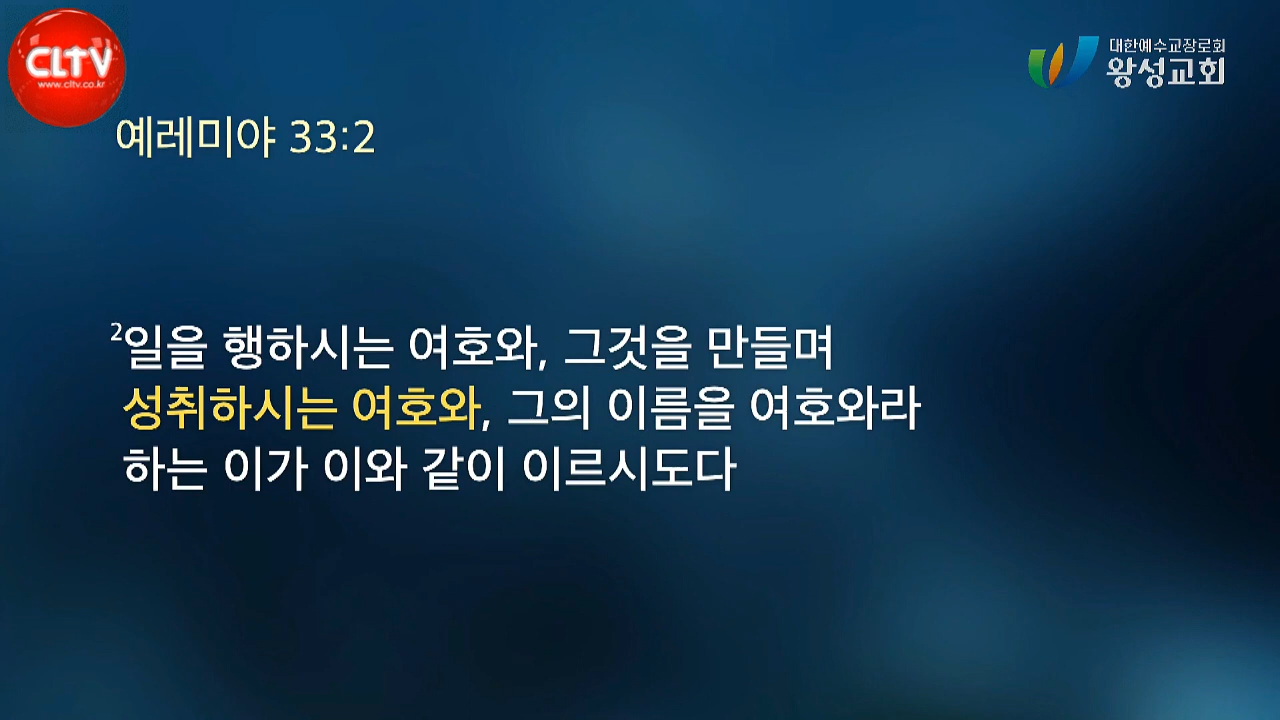 CLTV
www.cltv.co.kr
대한예수교장로회
왕성교회
예레미야 33:2
2일을 행하시는 여호와, 그것을 만들며
성취하시는 여호와, 그의 이름을 여호와라
하는 이가 이와 같이 이르시도다